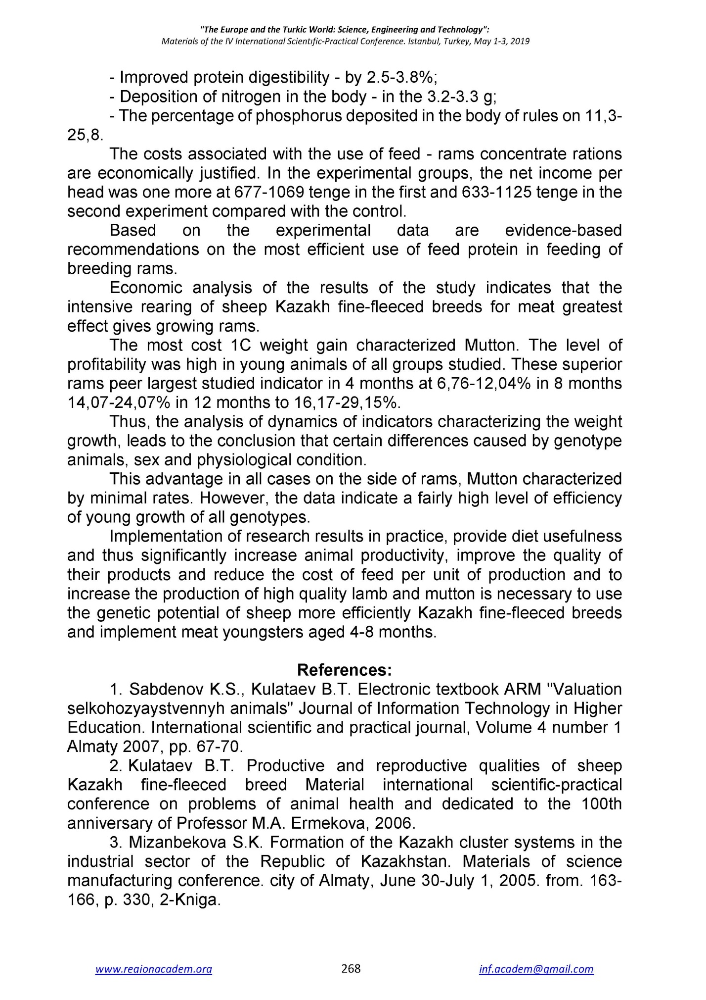 "The Europe and the Turkic World: Science, Engineering and Technology":
Materials of the IV International Scientific-Practical Conference. Istanbul, Turkey, May 1-3, 2019
- Improved protein digestibility - by 2.5-3.8%;
- Deposition of nitrogen in the body - in the 3.2-3.3 g;
- The percentage of phosphorus deposited in the body of rules on 11,3-
25,8.
The costs associated with the use of feed - rams concentrate rations
are economically justified. In the experimental groups, the net income per
head was one more at 677-1069 tenge in the first and 633-1125 tenge in the
second experiment compared with the control.
Based on the experimental data are evidence-based
recommendations on the most efficient use of feed protein in feeding of
breeding rams.
Economic analysis of the results of the study indicates that the
intensive rearing of sheep Kazakh fine-fleeced breeds for meat greatest
effect gives growing rams.
The most cost 1C weight gain characterized Mutton. The level of
profitability was high in young animals of all groups studied. These superior
rams peer largest studied indicator in 4 months at 6,76-12,04% in 8 months
14,07-24,07% in 12 months to 16,17-29,15%.
Thus, the analysis of dynamics of indicators characterizing the weight
growth, leads to the conclusion that certain differences caused by genotype
animals, sex and physiological condition.
This advantage in all cases on the side of rams, Mutton characterized
by minimal rates. However, the data indicate a fairly high level of efficiency
of young growth of all genotypes.
Implementation of research results in practice, provide diet usefulness
and thus significantly increase animal productivity, improve the quality of
their products and reduce the cost of feed per unit of production and to
increase the production of high quality lamb and mutton is necessary to use
the genetic potential of sheep more efficiently Kazakh fine-fleeced breeds
and implement meat youngsters aged 4-8 months.
References:
1. Sabdenov K.S., Kulataev B.T. Electronic textbook ARM "Valuation
selkohozyaystvennyh animals" Journal of Information Technology in Higher
Education. International scientific and practical journal, Volume 4 number 1
Almaty 2007, pp. 67-70.
2. Kulataev B.T. Productive and reproductive qualities of sheep
Kazakh fine-fleeced breed Material international scientific-practical
conference on problems of animal health and dedicated to the 100th
anniversary of Professor M.A. Ermekova, 2006.
3. Mizanbekova S.K. Formation of the Kazakh cluster systems in the
industrial sector of the Republic of Kazakhstan. Materials of science
manufacturing conference. city of Almaty, June 30-July 1, 2005. from. 163-
166, p. 330, 2-Kniga.
www.regionacadem.org 268 inf.academ@gmail.com